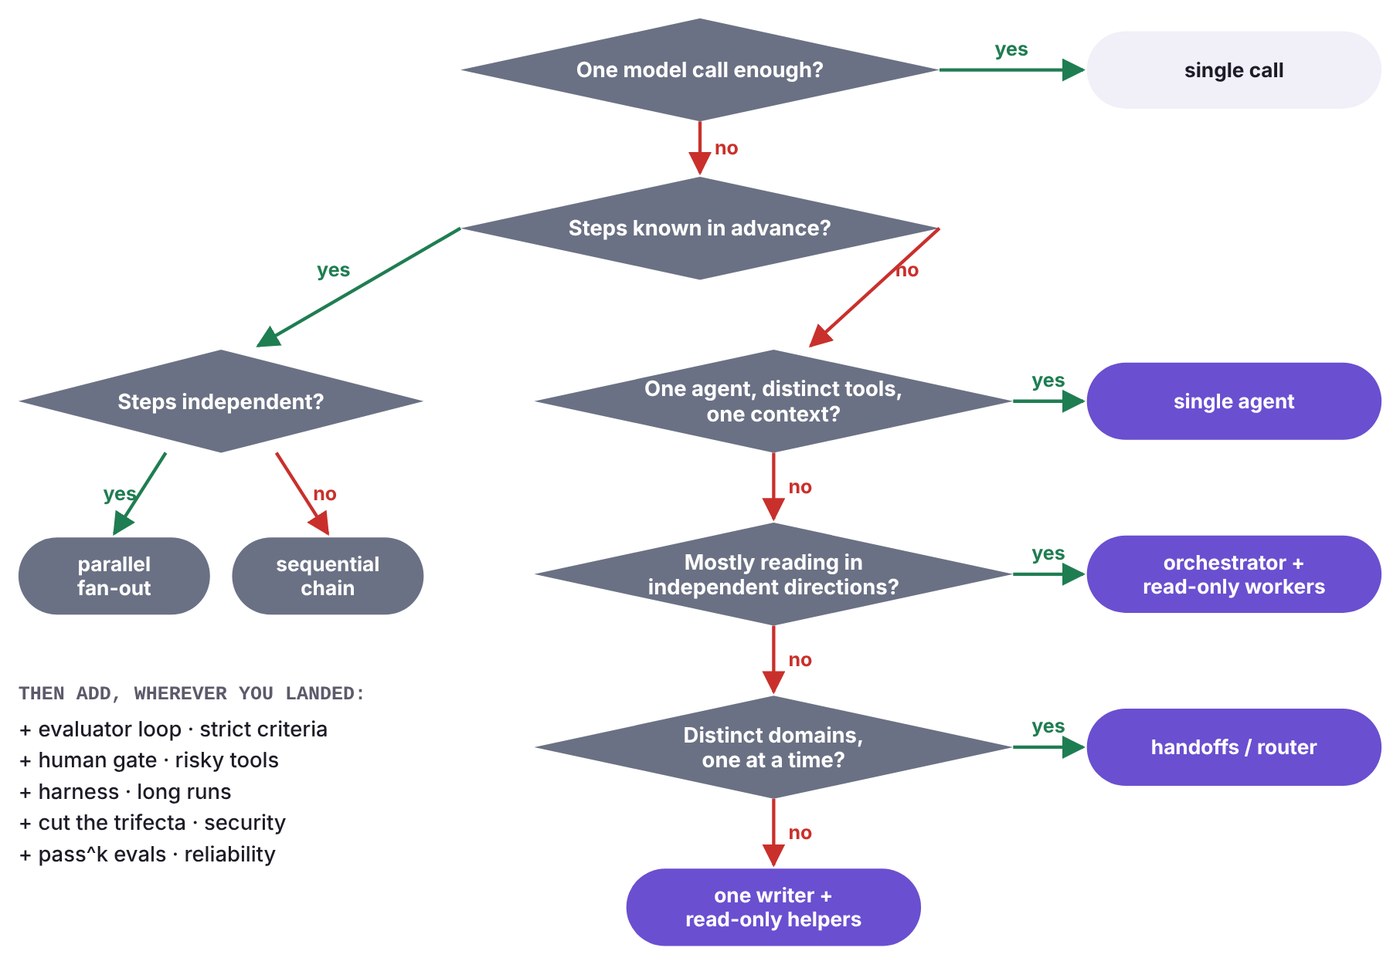 One model call enough?
yes
single call
no
Steps known in advance?
yes
no
Steps independent?
One agent, distinct tools,
one context?
yes
single agent
yes
no
no
parallel
fan-out
sequential
chain
Mostly reading in
independent directions?
yes
orchestrator +
read-only workers
no
THEN ADD, WHEREVER YOU LANDED:
+ evaluator loop · strict criteria
+ human gate · risky tools
+ harness · long runs
+ cut the trifecta · security
+ pass^k evals · reliability
Distinct domains,
one at a time?
yes
handoffs / router
no
one writer +
read-only helpers